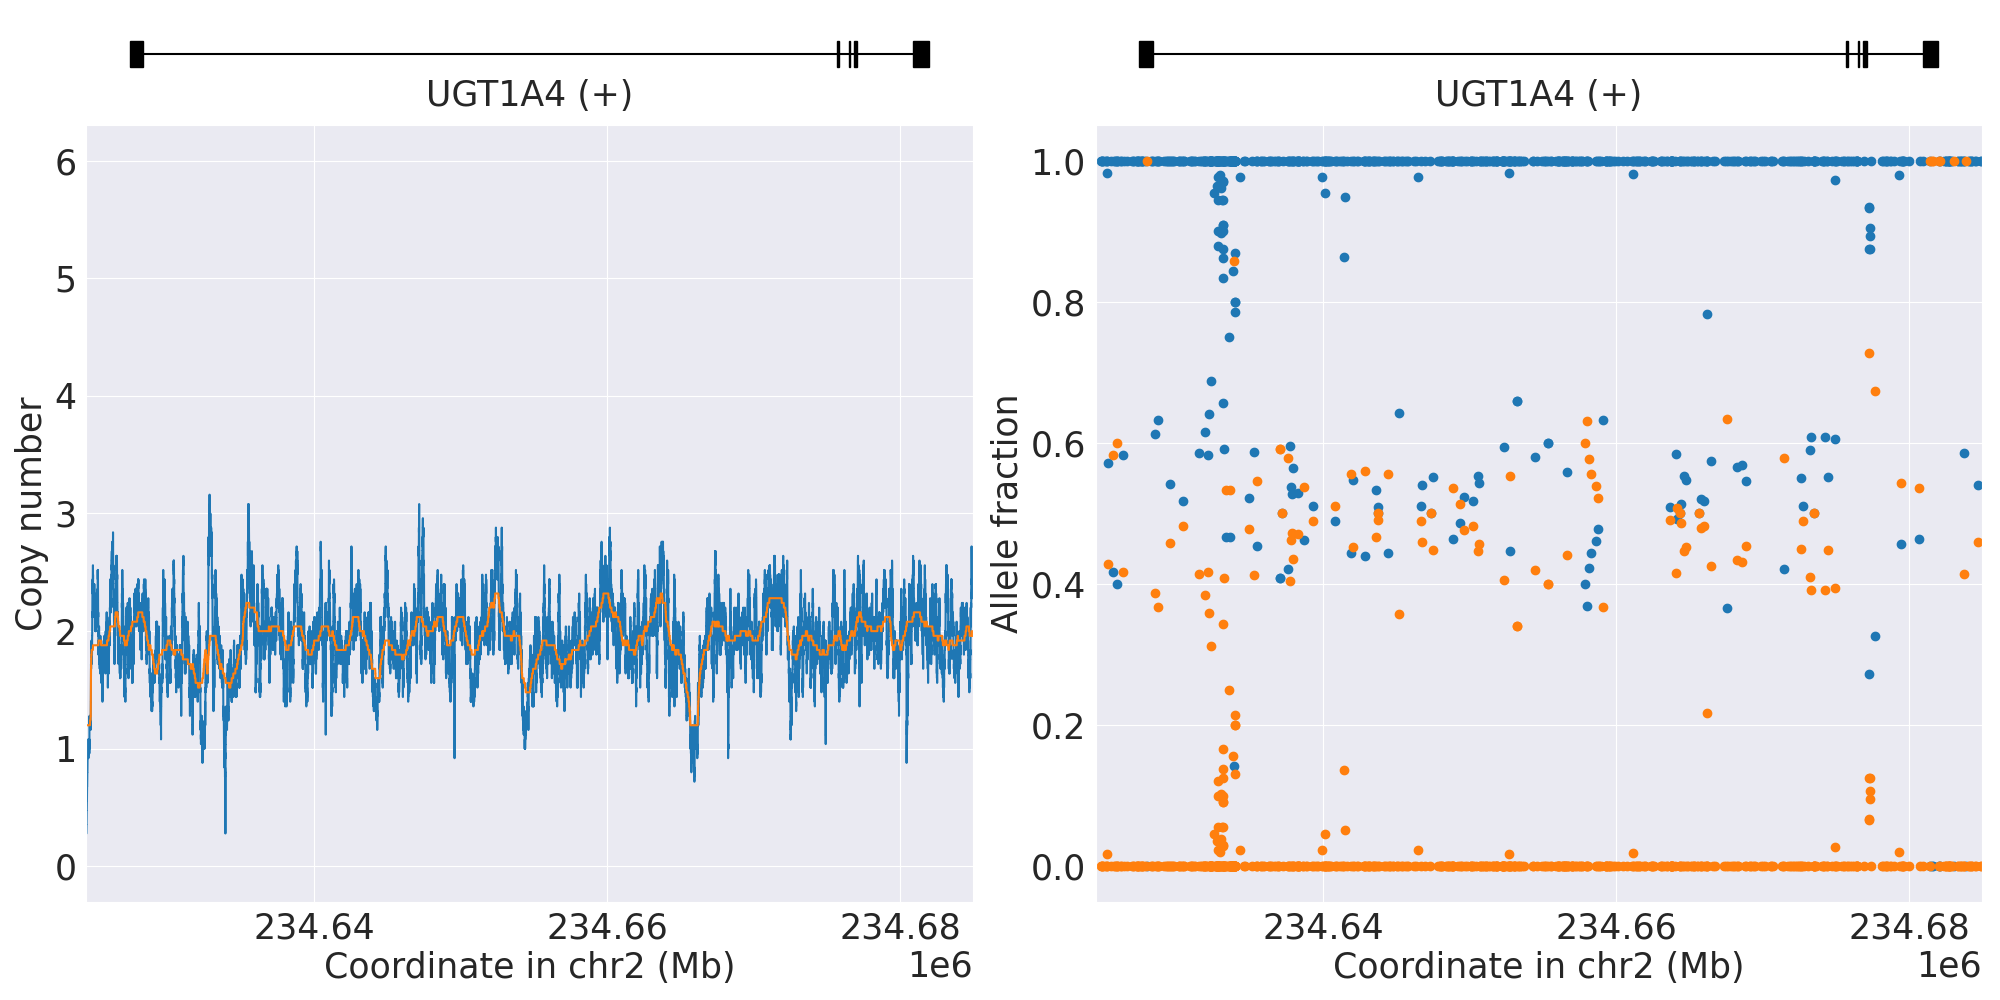 UGT1A4 (+)
Copy number
6
5
4
3
2
1
0
234.64
234.66
234.68
Coordinate in chr2 (Mb)
1e6
UGT1A4 (+)
Allele fraction
1.0
0.8
0.6
0.4
0.2
0.0
234.64
234.66
234.68
Coordinate in chr2 (Mb)
1e6